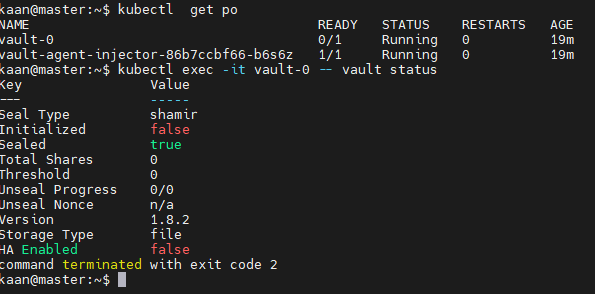 kaan@master:~$ kubectl  get po
NAME                                    READY   STATUS    RESTARTS   AGE
vault-0                                 0/1     Running   0          19m
vault-agent-injector-86b7ccbf66-b6s6z   1/1     Running   0          19m
kaan@master:~$ kubectl exec -it vault-0 -- vault status
Key                Value
---                -----
Seal Type          shamir
Initialized        false
Sealed             true
Total Shares       0
Threshold          0
Unseal Progress    0/0
Unseal Nonce       n/a
Version            1.8.2
Storage Type       file
HA Enabled         false
command terminated with exit code 2
kaan@master:~$